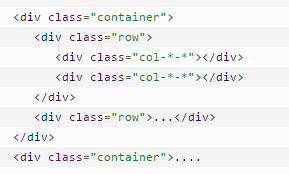 <div class="container">
   <div class="row">
      <div class="col-*-*"></div>
      <div class="col-*-*"></div>
   </div>
   <div class="row">...</div>
</div>
<div class="container">....